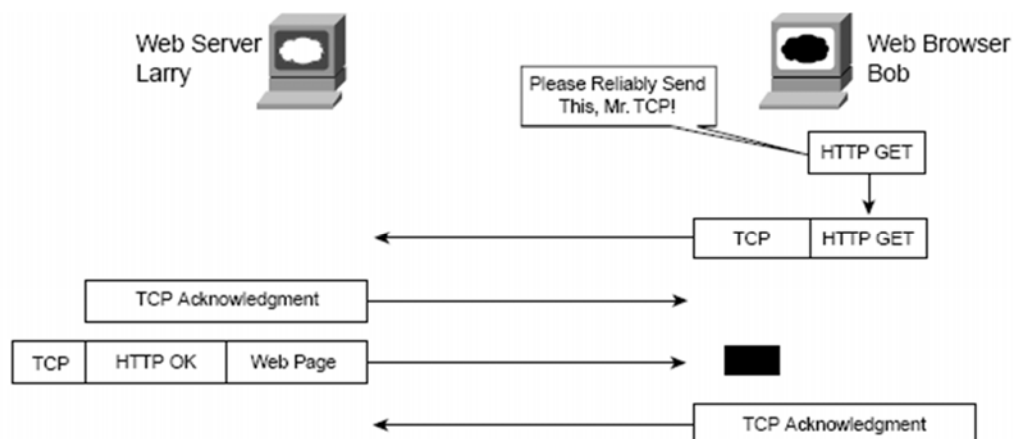 Web Server
Larry
Web Browser
Bob
Please Reliably Send
This, Mr. TCP!
HTTP GET
TCP HTTP GET
TCP Acknowledgment
TCP HTTP OK Web Page
TCP Acknowledgment